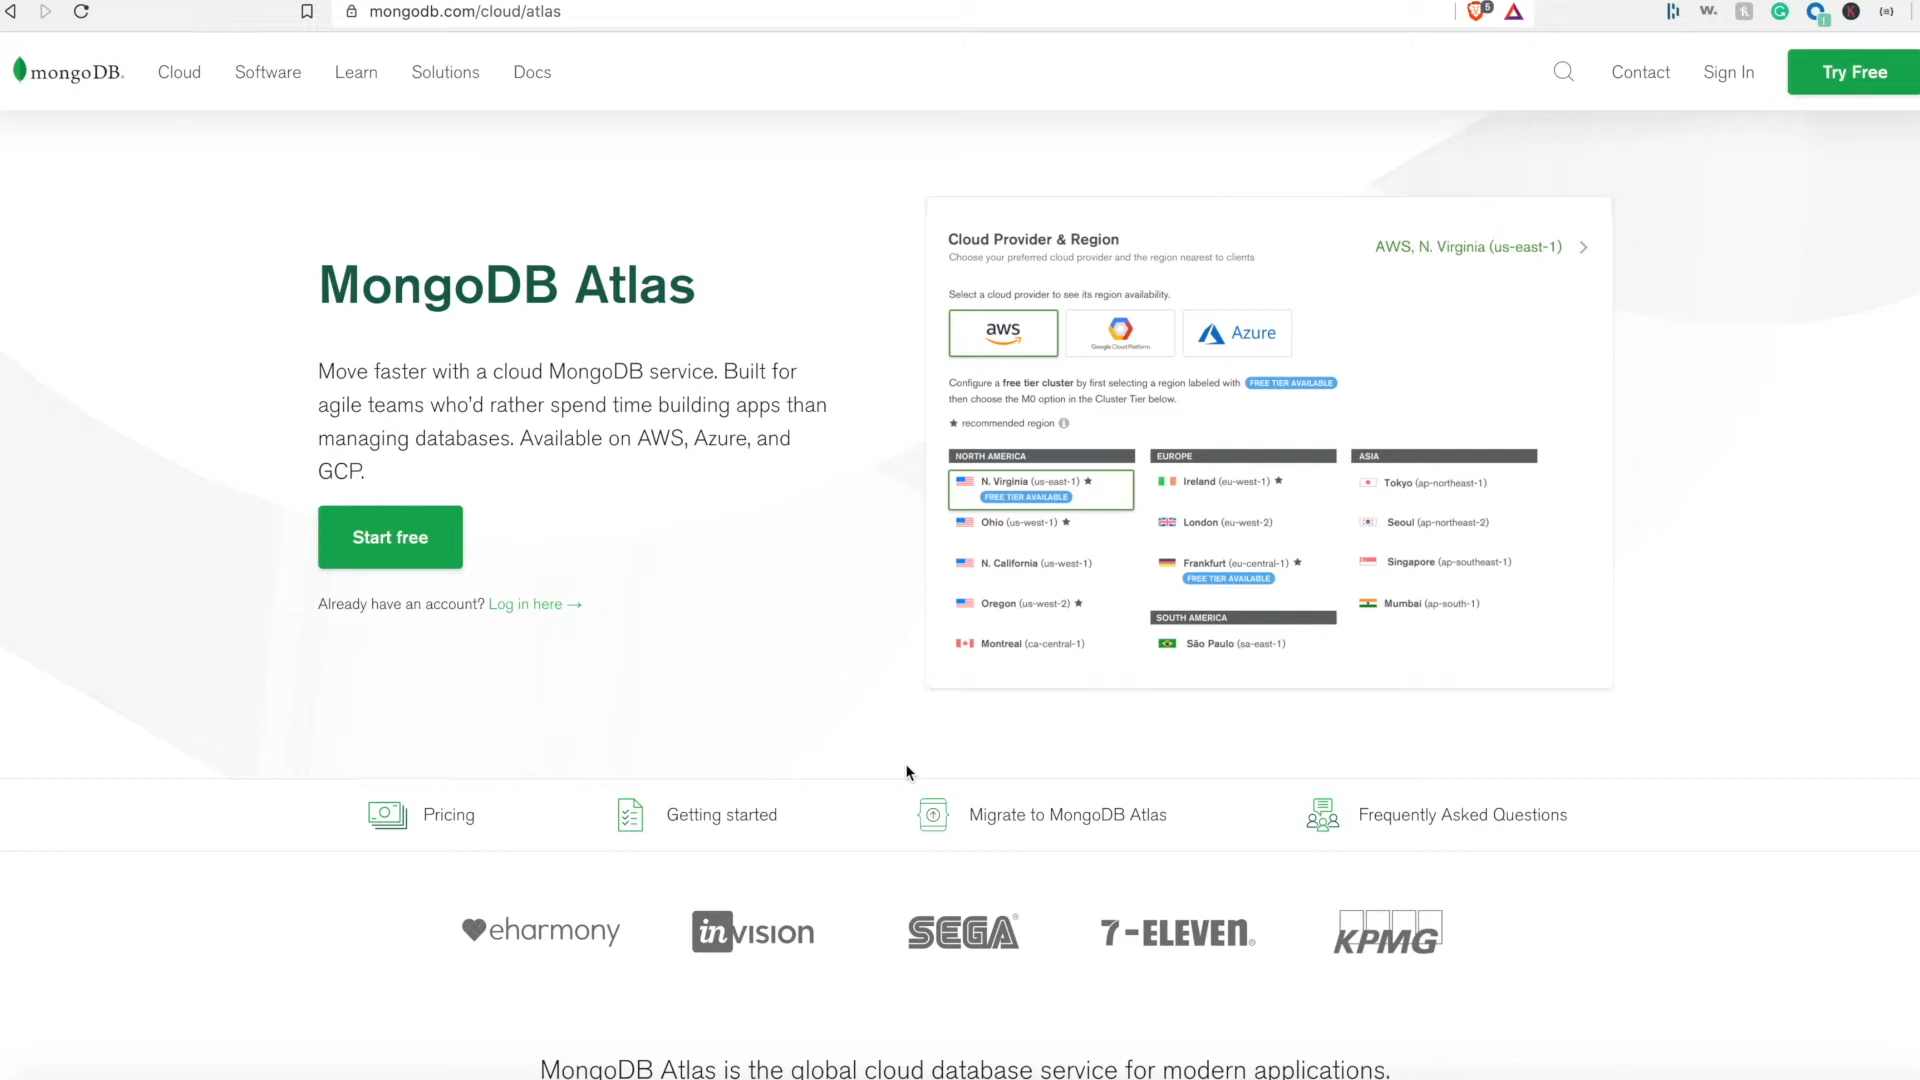 mongodb.com/cloud/atlas
5
w.
mongoDB.
Cloud
Software
Learn
Solutions
Docs
Contact
Sign In
Try Free
MongoDB Atlas
Move faster with a cloud MongoDB service. Built for
agile teams who'd rather spend time building apps than
managing databases. Available on AWS, Azure, and
GCP.
Start free
Already have an account? Log in here →
Cloud Provider & Region
Choose your preferred cloud provider and the region nearest to clients
AWS, N. Virginia (us-east-1)
Select a cloud provider to see its region availability.
aws
Google Cloud Platform
Azure
Configure a free tier cluster by first selecting a region labeled with FREE TIER AVAILABLE
then choose the M0 option in the Cluster Tier below.
★ recommended region
NORTH AMERICA
N. Virginia (us-east-1) ★
FREE TIER AVAILABLE
Ohio (us-west-1) ★
N. California (us-west-1)
Oregon (us-west-2) ★
Montreal (ca-central-1)
EUROPE
Ireland (eu-west-1) ★
London (eu-west-2)
Frankfurt (eu-central-1) ★
FREE TIER AVAILABLE
SOUTH AMERICA
São Paulo (sa-east-1)
ASIA
Tokyo (ap-northeast-1)
Seoul (ap-northeast-2)
Singapore (ap-southeast-1)
Mumbai (ap-south-1)
Pricing
Getting started
Migrate to MongoDB Atlas
Frequently Asked Questions
eharmony
invision
SEGA®
7-ELEVEN®
KPMG
MongoDB Atlas is the global cloud database service for modern applications.